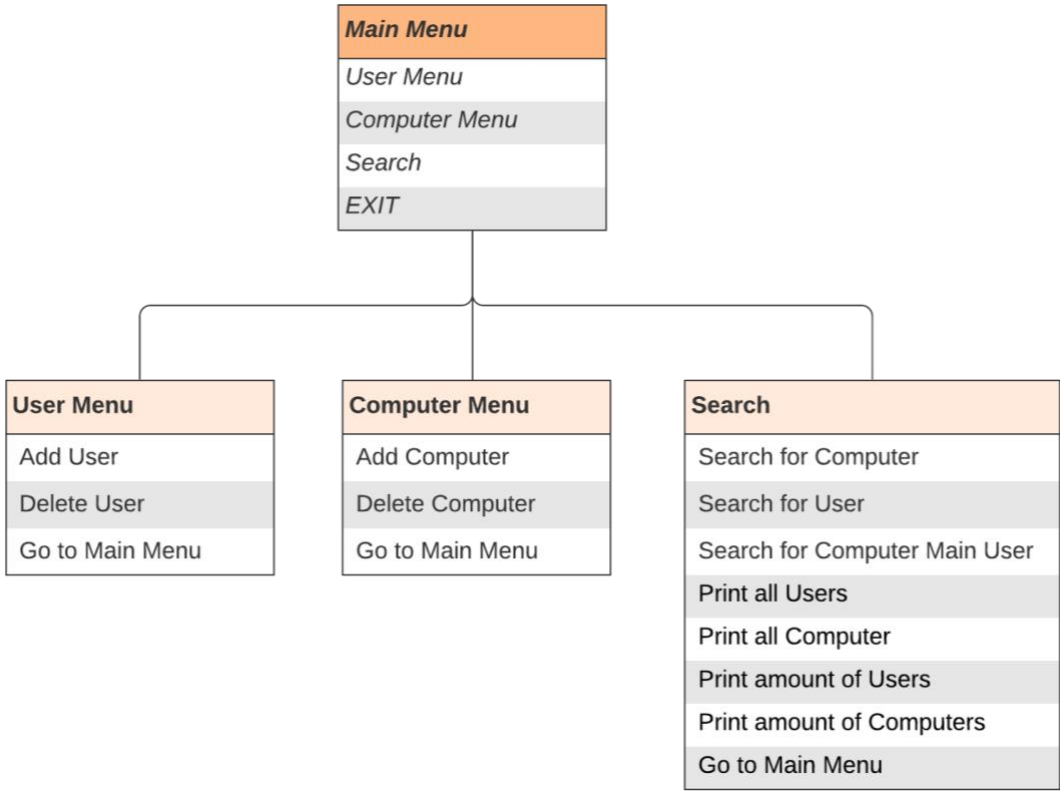 Main Menu
User Menu
Computer Menu
Search
EXIT
User Menu
Add User
Delete User
Go to Main Menu
Computer Menu
Add Computer
Delete Computer
Go to Main Menu
Search
Search for Computer
Search for User
Search for Computer Main User
Print all Users
Print all Computer
Print amount of Users
Print amount of Computers
Go to Main Menu